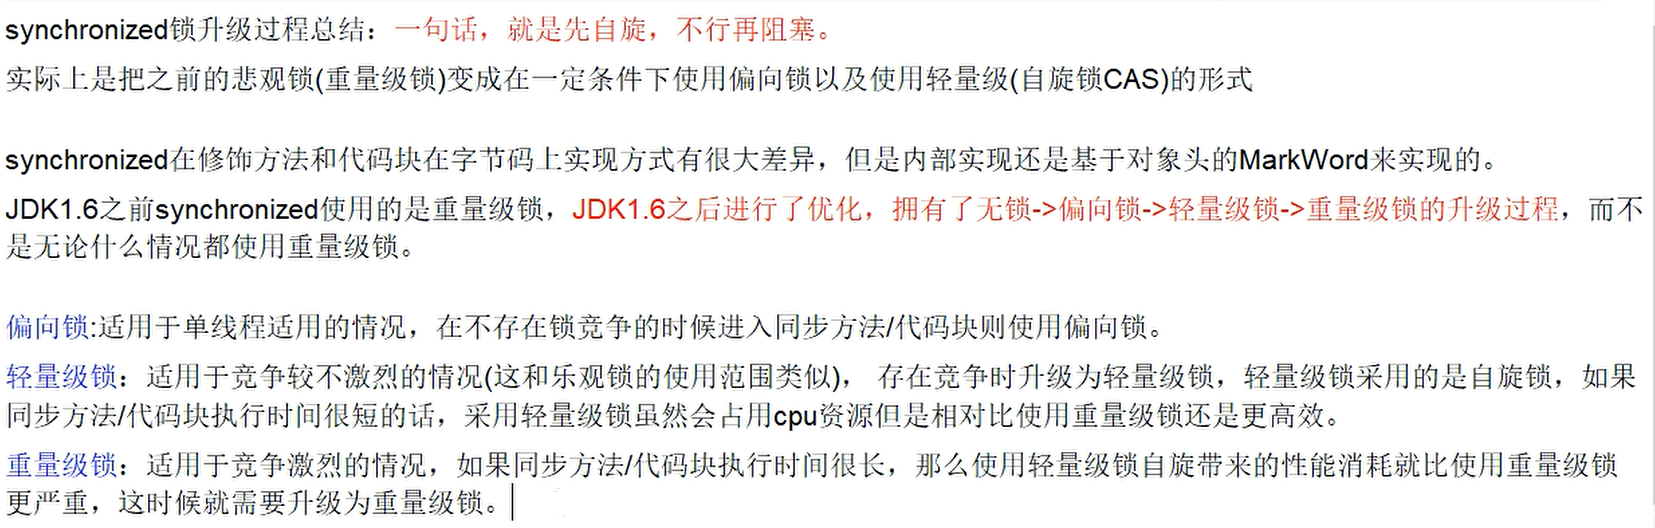 synchronized锁升级过程总结：一句话，就是先自旋，不行再阻塞。
实际上是把之前的悲观锁(重量级锁)变成在一定条件下使用偏向锁以及使用轻量级(自旋锁CAS)的形式
synchronized在修饰方法和代码块在字节码上实现方式有很大差异，但是内部实现还是基于对象头的MarkWord来实现的。
JDK1.6之前synchronized使用的是重量级锁，JDK1.6之后进行了优化，拥有了无锁->偏向锁->轻量级锁->重量级锁的升级过程，而不
是无论什么情况都使用重量级锁。
偏向锁:适用于单线程适用的情况，在不存在锁竞争的时候进入同步方法/代码块则使用偏向锁。
轻量级锁：适用于竞争较不激烈的情况(这和乐观锁的使用范围类似)， 存在竞争时升级为轻量级锁，轻量级锁采用的是自旋锁，如果
同步方法/代码块执行时间很短的话，采用轻量级锁虽然会占用cpu资源但是相对比使用重量级锁还是更高效。
重量级锁：适用于竞争激烈的情况，如果同步方法/代码块执行时间很长，那么使用轻量级锁自旋带来的性能消耗就比使用重量级锁
更严重，这时候就需要升级为重量级锁。